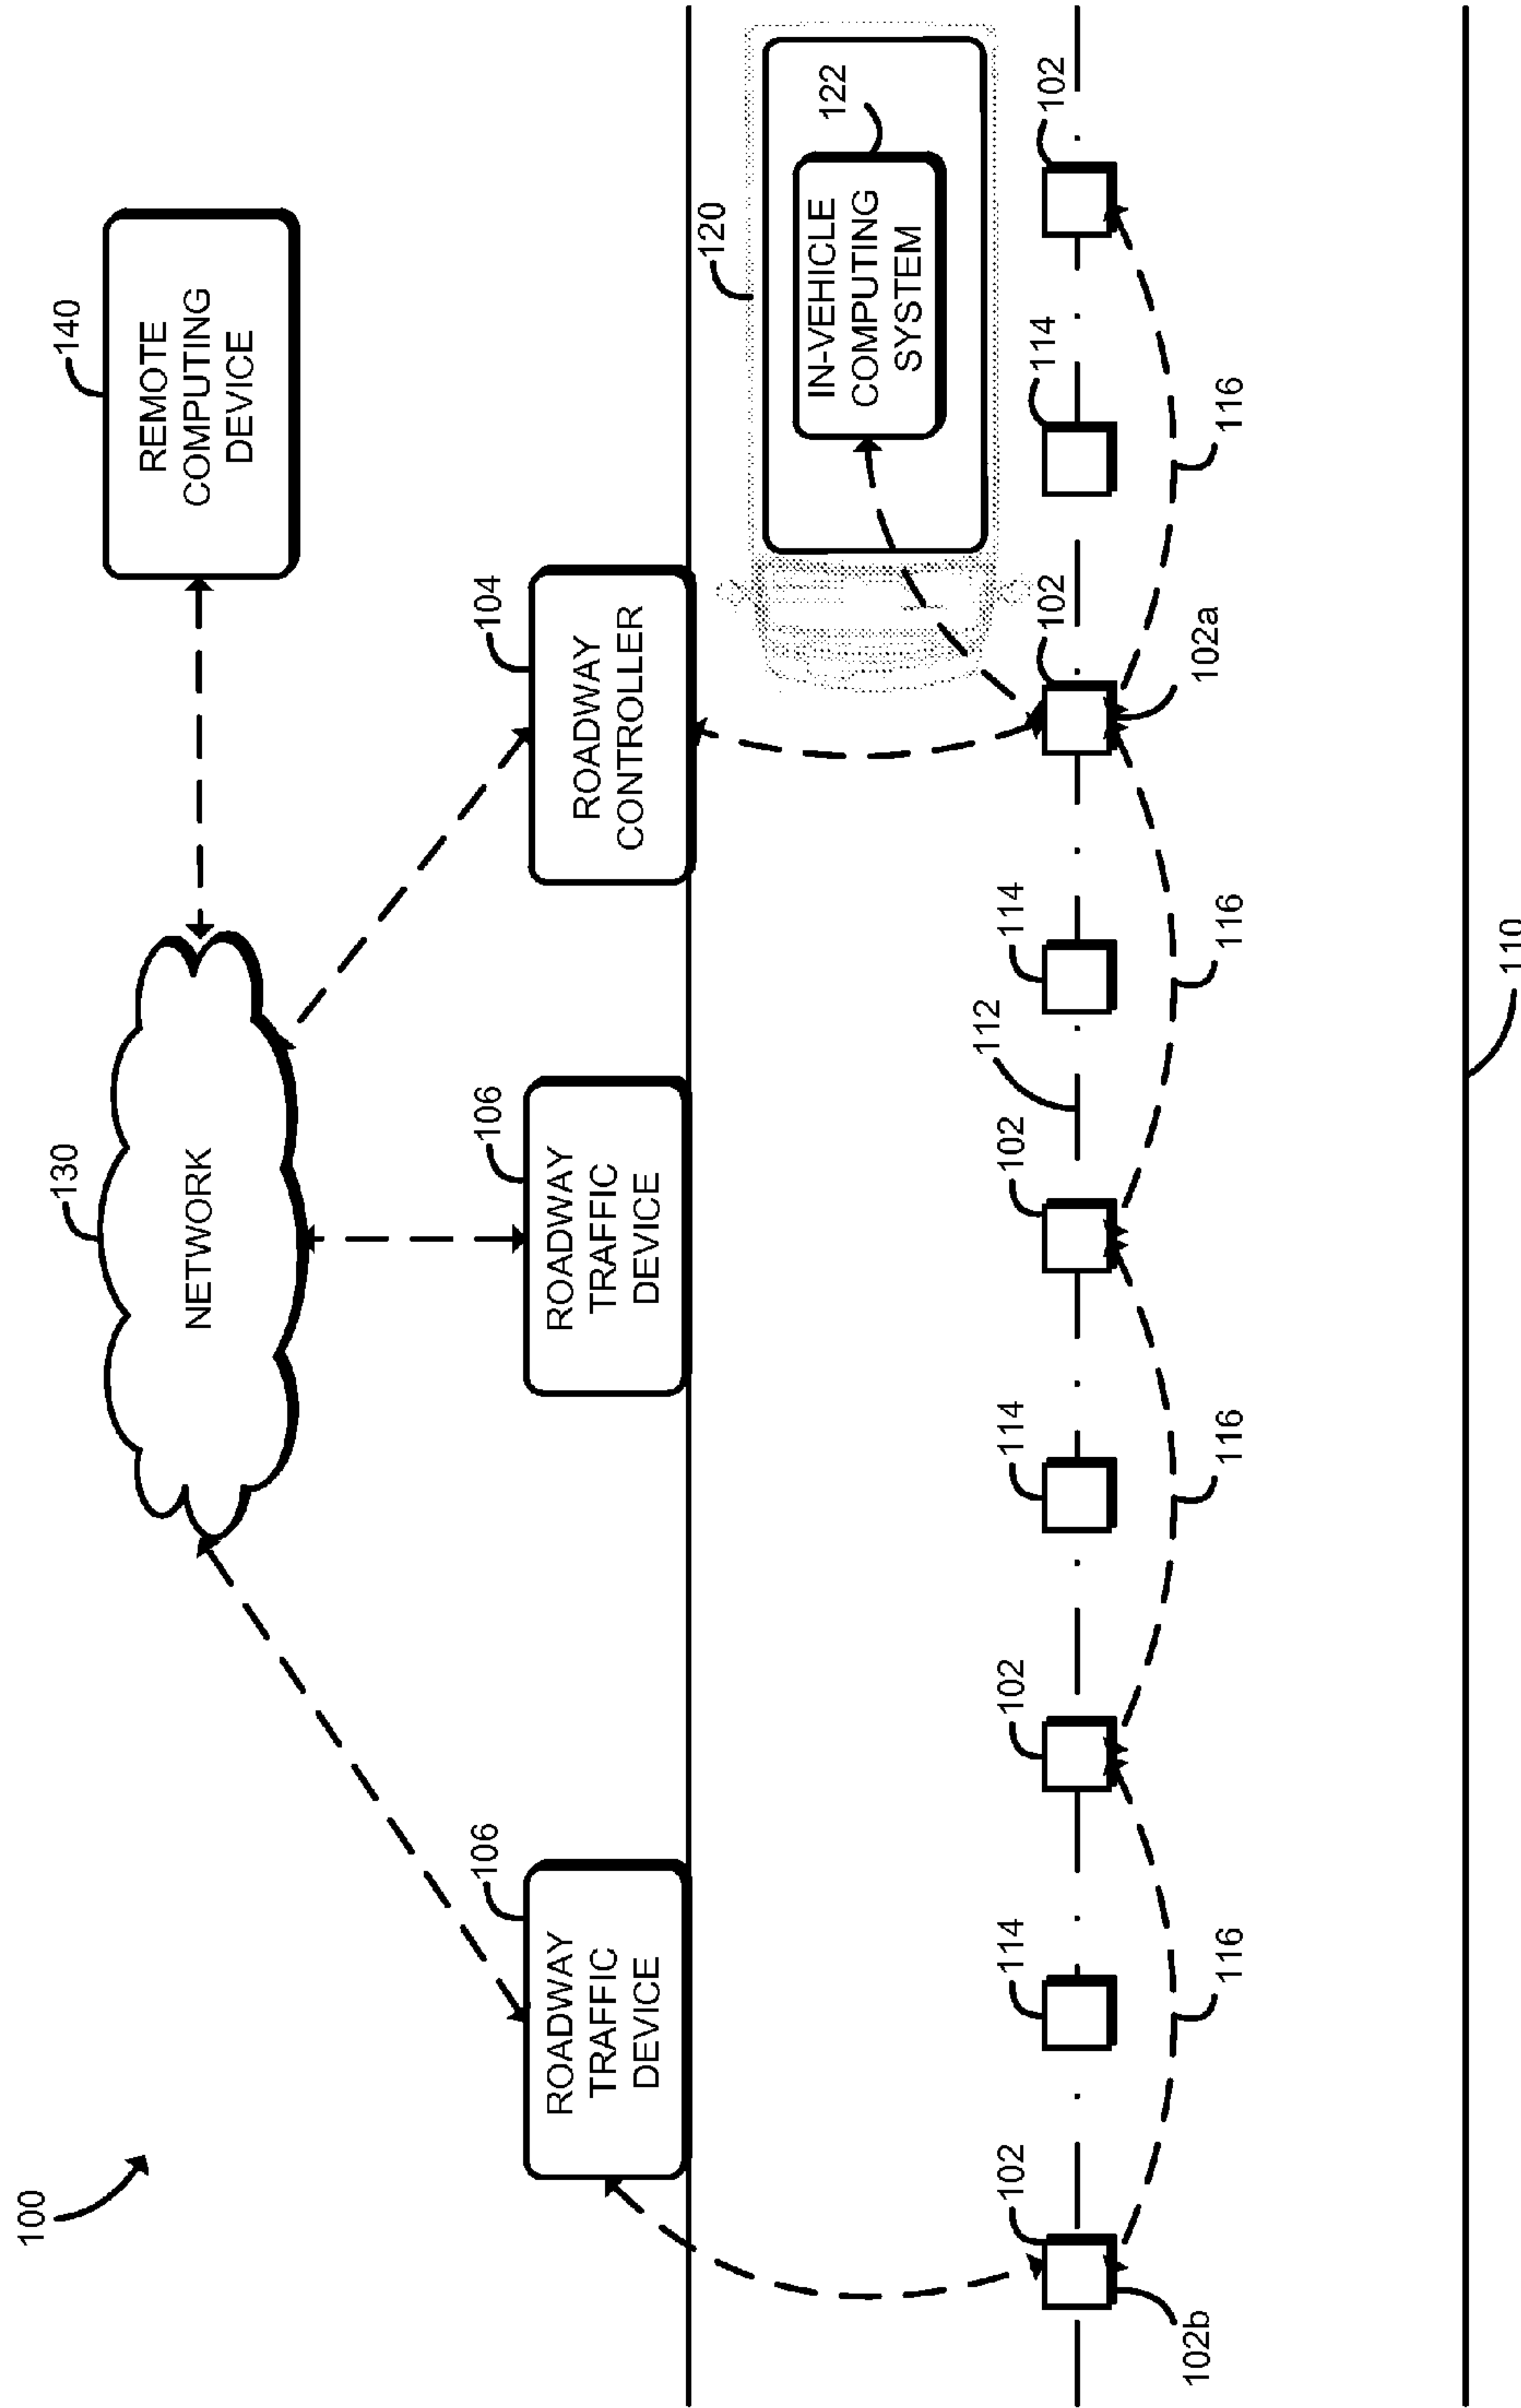 100
130
NETWORK
140
REMOTE
COMPUTING
DEVICE
106
ROADWAY
TRAFFIC
DEVICE
106
ROADWAY
TRAFFIC
DEVICE
104
ROADWAY
CONTROLLER
120
122
IN-VEHICLE
COMPUTING
SYSTEM
102
114
102
114
102
112
114
102
114
102
102b
116
116
116
102a
116
110